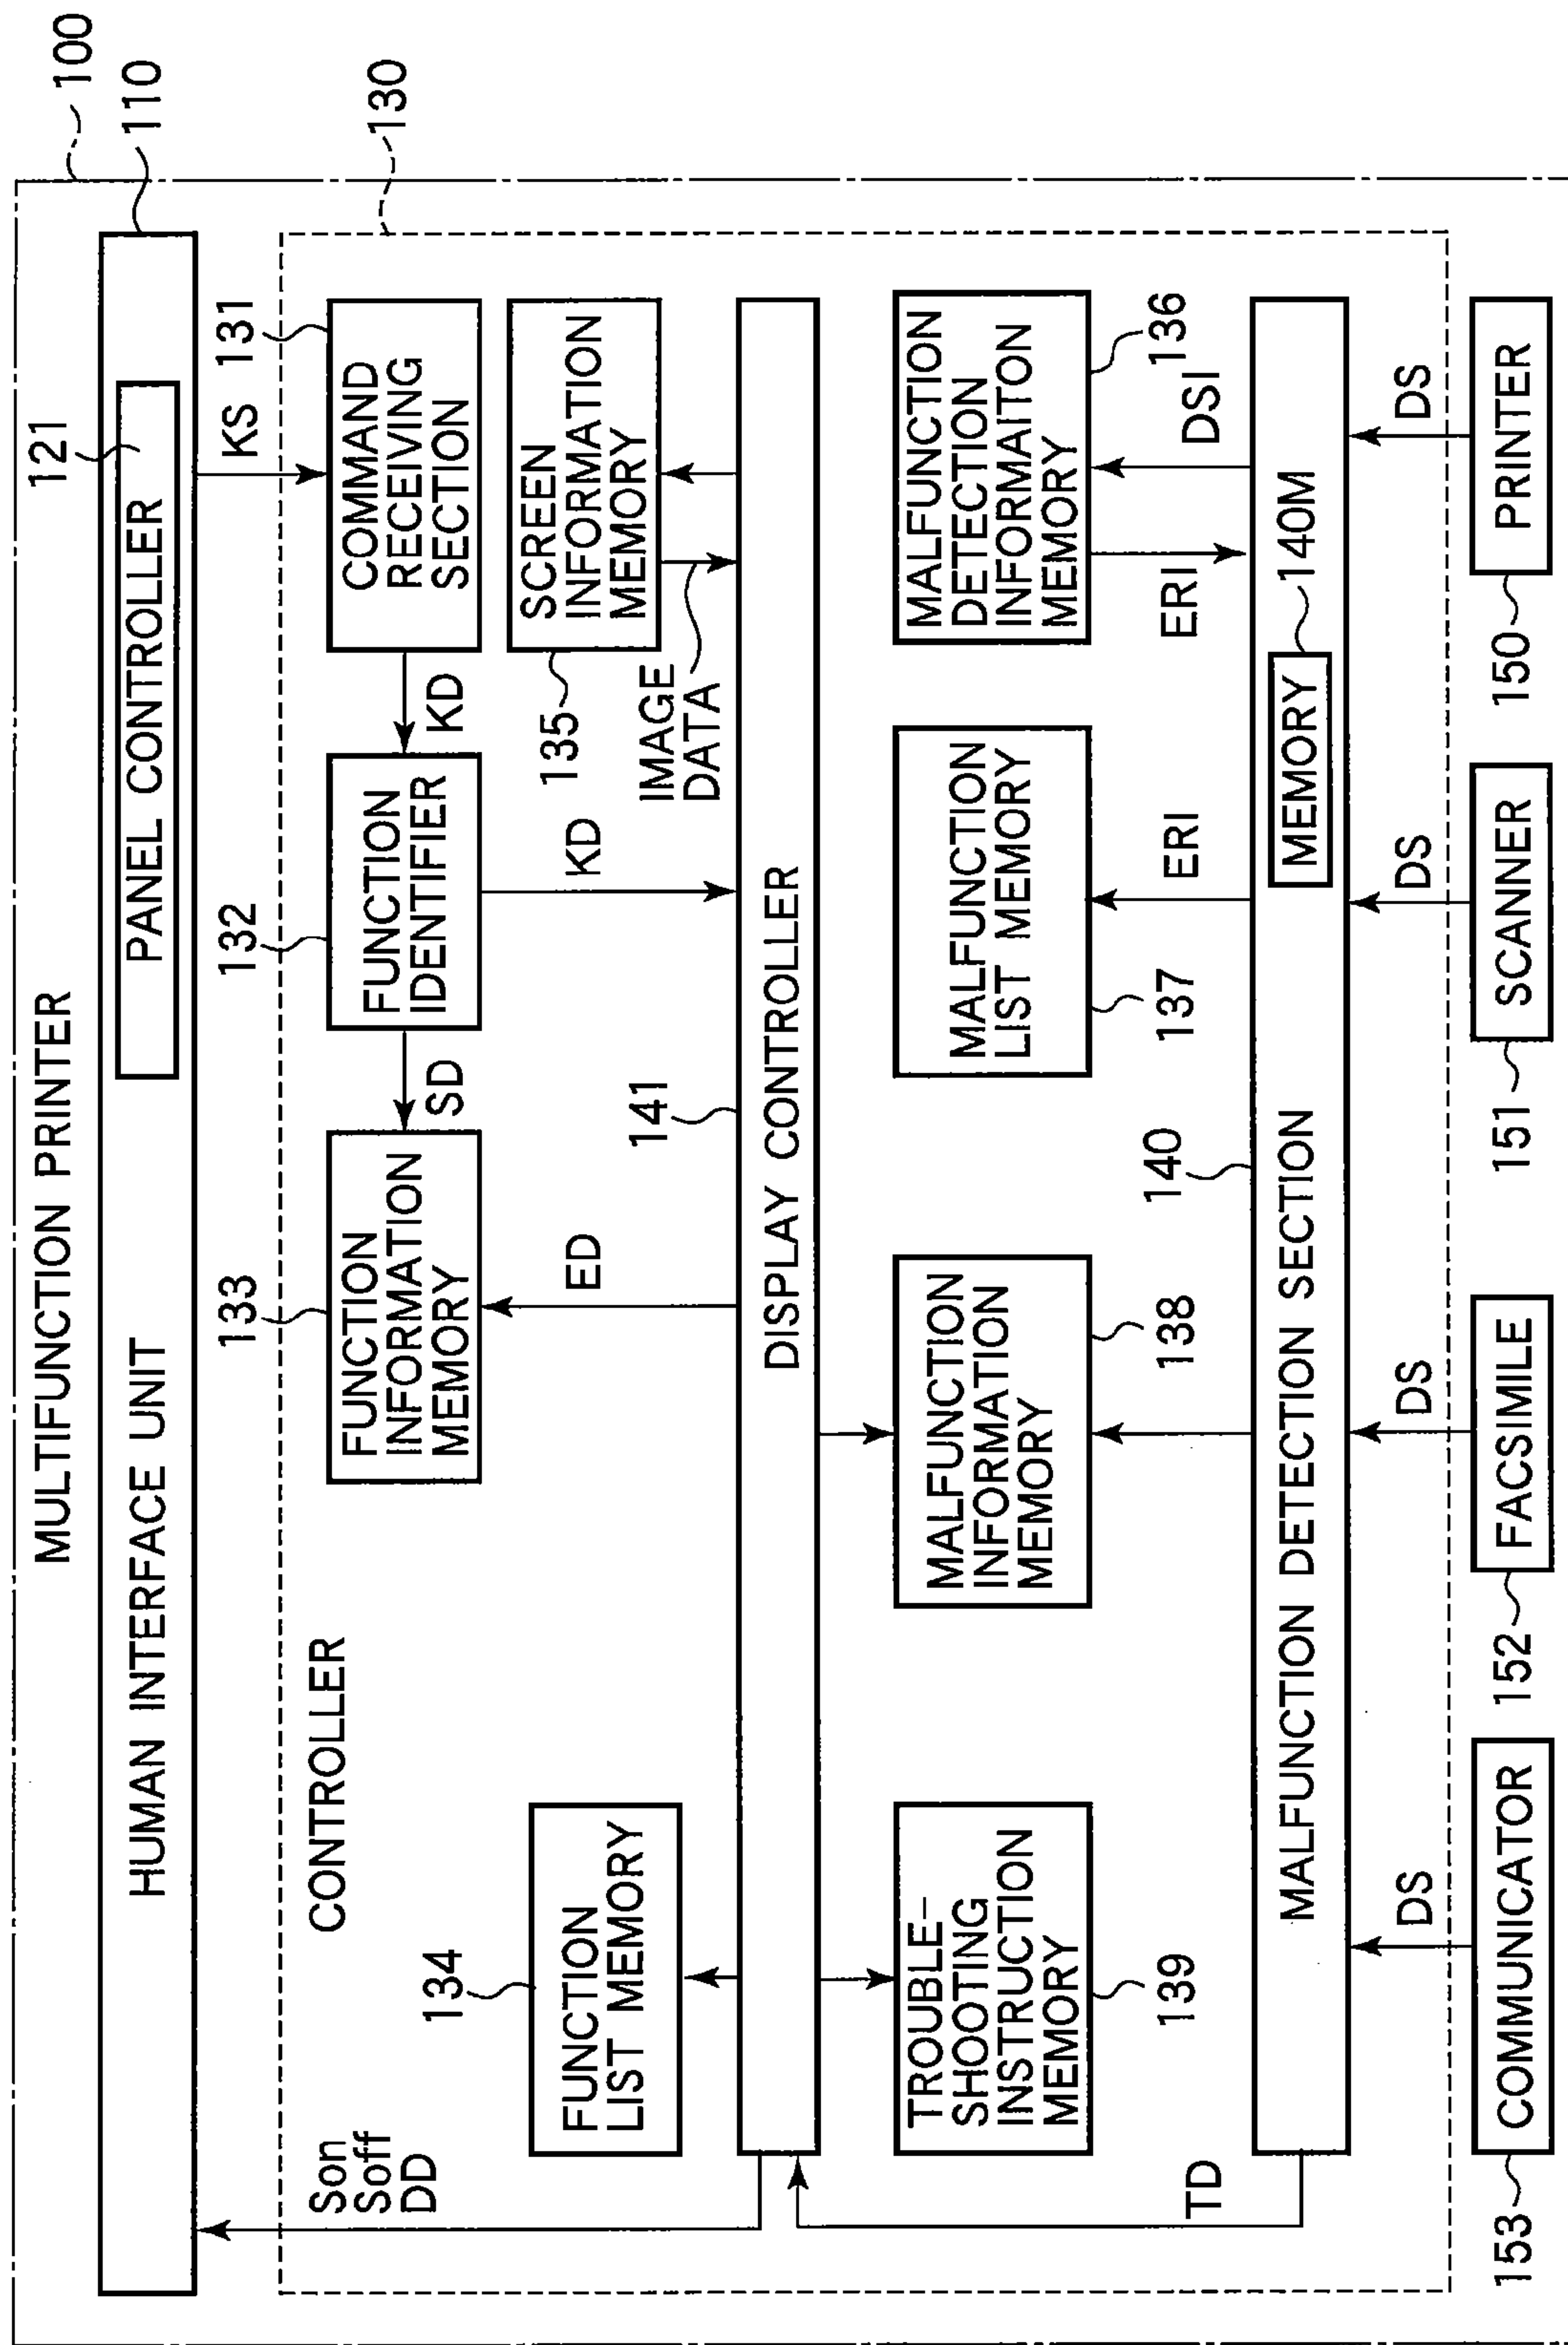 MULTIFUNCTION PRINTER
100
HUMAN INTERFACE UNIT
PANEL CONTROLLER
121
110
Son
Soff
DD
CONTROLLER
130
KS
134
FUNCTION
LIST MEMORY
133
FUNCTION
INFORMATION
MEMORY
SD
132
FUNCTION
IDENTIFIER
KD
131
COMMAND
RECEIVING
SECTION
ED
KD
135
SCREEN
INFORMATION
MEMORY
IMAGE
DATA
141
DISPLAY CONTROLLER
TROUBLE-
SHOOTING
INSTRUCTION
MEMORY
139
MALFUNCTION
INFORMATION
MEMORY
138
MALFUNCTION
LIST MEMORY
137
MALFUNCTION
DETECTION
INFORMAITON
MEMORY
136
TD
140
ERI
ERI
DSI
MALFUNCTION DETECTION SECTION
MEMORY
140M
DS
DS
DS
DS
COMMUNICATOR
153
FACSIMILE
152
SCANNER
151
PRINTER
150